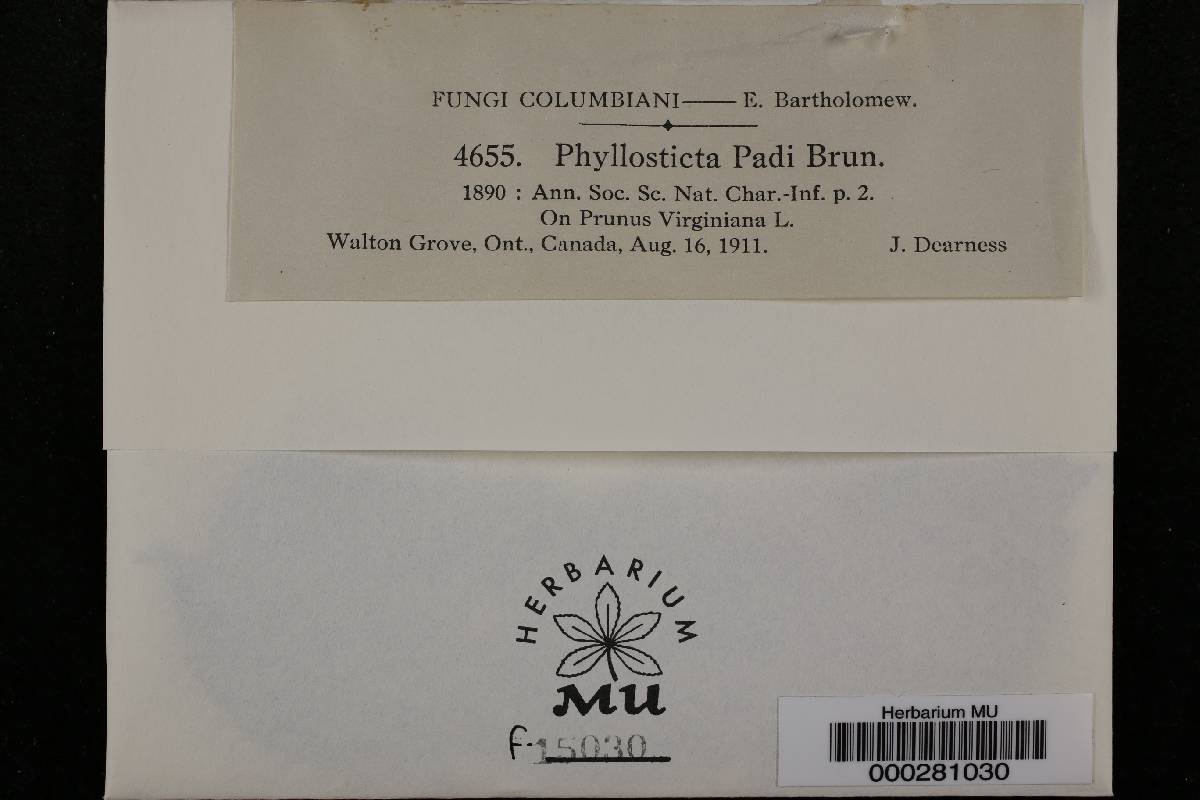 FUNGI COLUMBIANI—— E. Bartholomew.
4655. Phyllosticta Padi Brun.
1890 : Ann. Soc. Sc. Nat. Char.-Inf. p. 2.
On Prunus Virginiana L.
Walton Grove, Ont., Canada, Aug. 16, 1911. J. Dearness
HERBARIUM
MU
F-15030
Herbarium MU
000281030